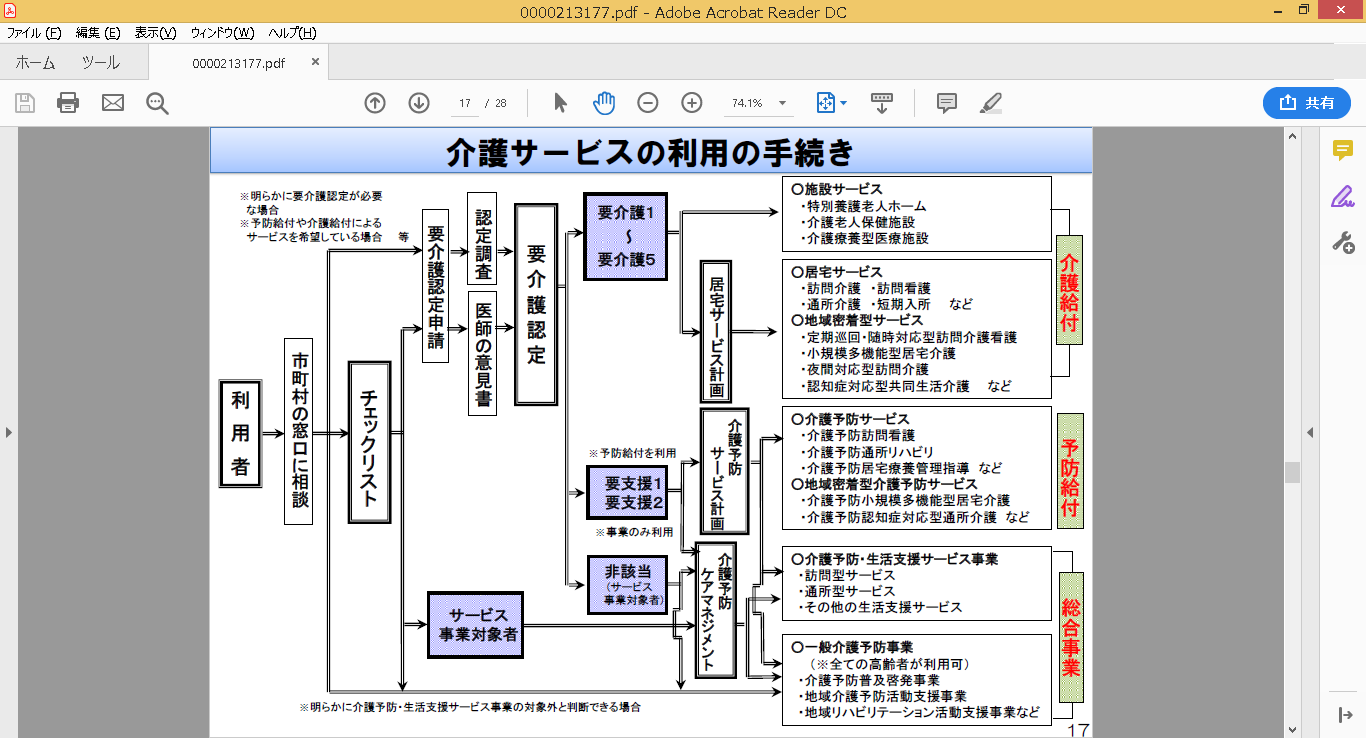 0000213177.pdf - Adobe Acrobat Reader DC
ファイル (F) 編集 (E) 表示(V) ウィンドウ(W) ヘルプ(H)
ホーム ツール 0000213177.pdf ×
17 / 28 74.1% 共有
介護サービスの利用の手続き
※明らかに要介護認定が必要
な場合
※予防給付や介護給付による
サービスを希望している場合 等
利用者
市町村の窓口に相談
チェックリスト
要介護認定申請
認定調査
医師の意見書
要介護認定
要介護1
~
要介護5
※予防給付を利用
要支援1
要支援2
※事業のみ利用
非該当
(サービス
事業対象者)
サービス
事業対象者
居宅サービス計画
介護予防
サービス計画
介護予防
ケアマネジメント
○施設サービス
・特別養護老人ホーム
・介護老人保健施設
・介護療養型医療施設
○居宅サービス
・訪問介護 ・訪問看護
・通所介護 ・短期入所 など
○地域密着型サービス
・定期巡回・随時対応型訪問介護看護
・小規模多機能型居宅介護
・夜間対応型訪問介護
・認知症対応型共同生活介護 など
介護給付
○介護予防サービス
・介護予防訪問看護
・介護予防通所リハビリ
・介護予防居宅療養管理指導 など
○地域密着型介護予防サービス
・介護予防小規模多機能型居宅介護
・介護予防認知症対応型通所介護 など
予防給付
○介護予防・生活支援サービス事業
・訪問型サービス
・通所型サービス
・その他の生活支援サービス
○一般介護予防事業
(※全ての高齢者が利用可)
・介護予防普及啓発事業
・地域介護予防活動支援事業
・地域リハビリテーション活動支援事業など
総合事業
※明らかに介護予防・生活支援サービス事業の対象外と判断できる場合
17